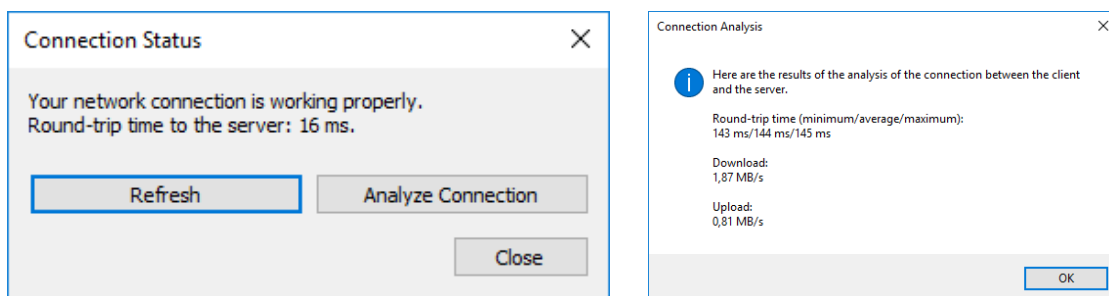 Connection Status
Your network connection is working properly.
Round-trip time to the server: 16 ms.
Refresh
Analyze Connection
Close
Connection Analysis
Here are the results of the analysis of the connection between the client
and the server.
Round-trip time (minimum/average/maximum):
143 ms/144 ms/145 ms
Download:
1,87 MB/s
Upload:
0,81 MB/s
OK